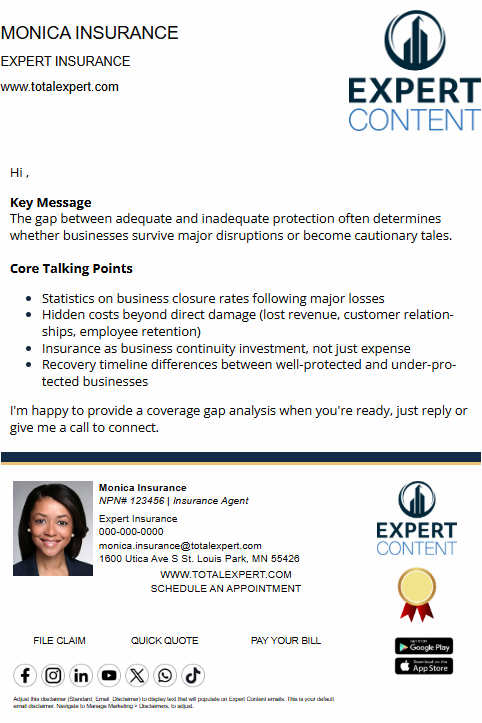 MONICA INSURANCE
EXPERT INSURANCE
www.totalexpert.com
EXPERT
CONTENT
Hi ,
Key Message
The gap between adequate and inadequate protection often determines
whether businesses survive major disruptions or become cautionary tales.
Core Talking Points
• Statistics on business closure rates following major losses
• Hidden costs beyond direct damage (lost revenue, customer relation-
ships, employee retention)
• Insurance as business continuity investment, not just expense
• Recovery timeline differences between well-protected and under-pro-
tected businesses
I'm happy to provide a coverage gap analysis when you're ready, just reply or
give me a call to connect.
Monica Insurance
NPN# 123456 | Insurance Agent
Expert Insurance
000-000-0000
monica.insurance@totalexpert.com
1600 Utica Ave S St. Louis Park, MN 55426
WWW.TOTALEXPERT.COM
SCHEDULE AN APPOINTMENT
EXPERT
CONTENT
FILE CLAIM QUICK QUOTE PAY YOUR BILL
GET IT ON
Google Play
Download on the
App Store
Adjust this disclaimer (Standard_Email_Disclaimer) to display text that will populate on Expert Content emails. This is your default
email disclaimer. Navigate to Manage Marketing > Disclaimers, to adjust.